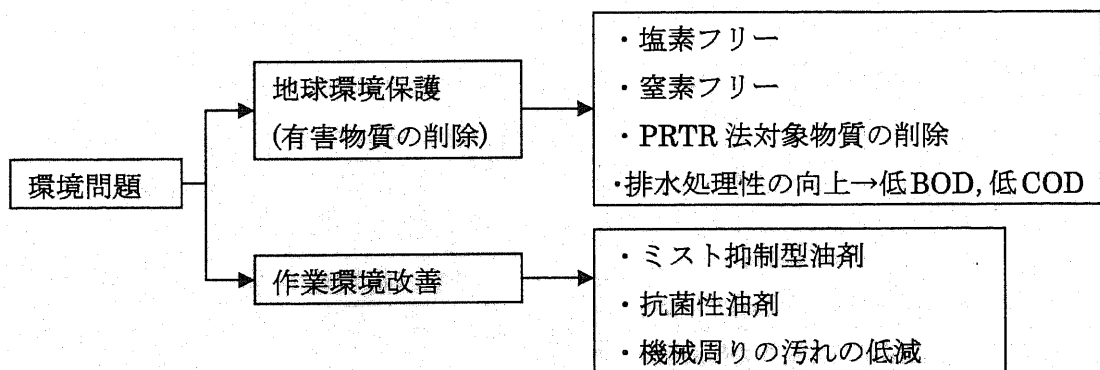 環境問題
地球環境保護
(有害物質の削除)
・塩素フリー
・窒素フリー
・PRTR 法対象物質の削除
・排水処理性の向上→低BOD, 低COD
作業環境改善
・ミスト抑制型油剤
・抗菌性油剤
・機械周りの汚れの低減